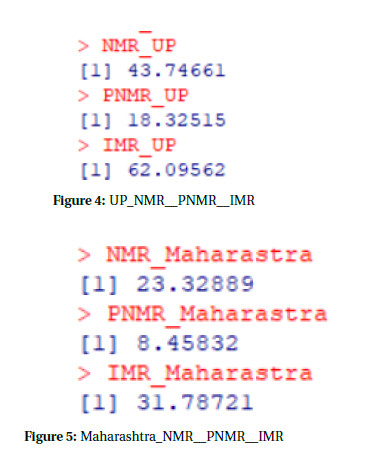 > NMR_UP
[1] 43.74661
> PNMR_UP
[1] 18.32515
> IMR_UP
[1] 62.09562
Figure 4: UP_NMR__PNMR__IMR
> NMR_Maharastra
[1] 23.32889
> PNMR_Maharastra
[1] 8.45832
> IMR_Maharastra
[1] 31.78721
Figure 5: Maharashtra_NMR__PNMR__IMR